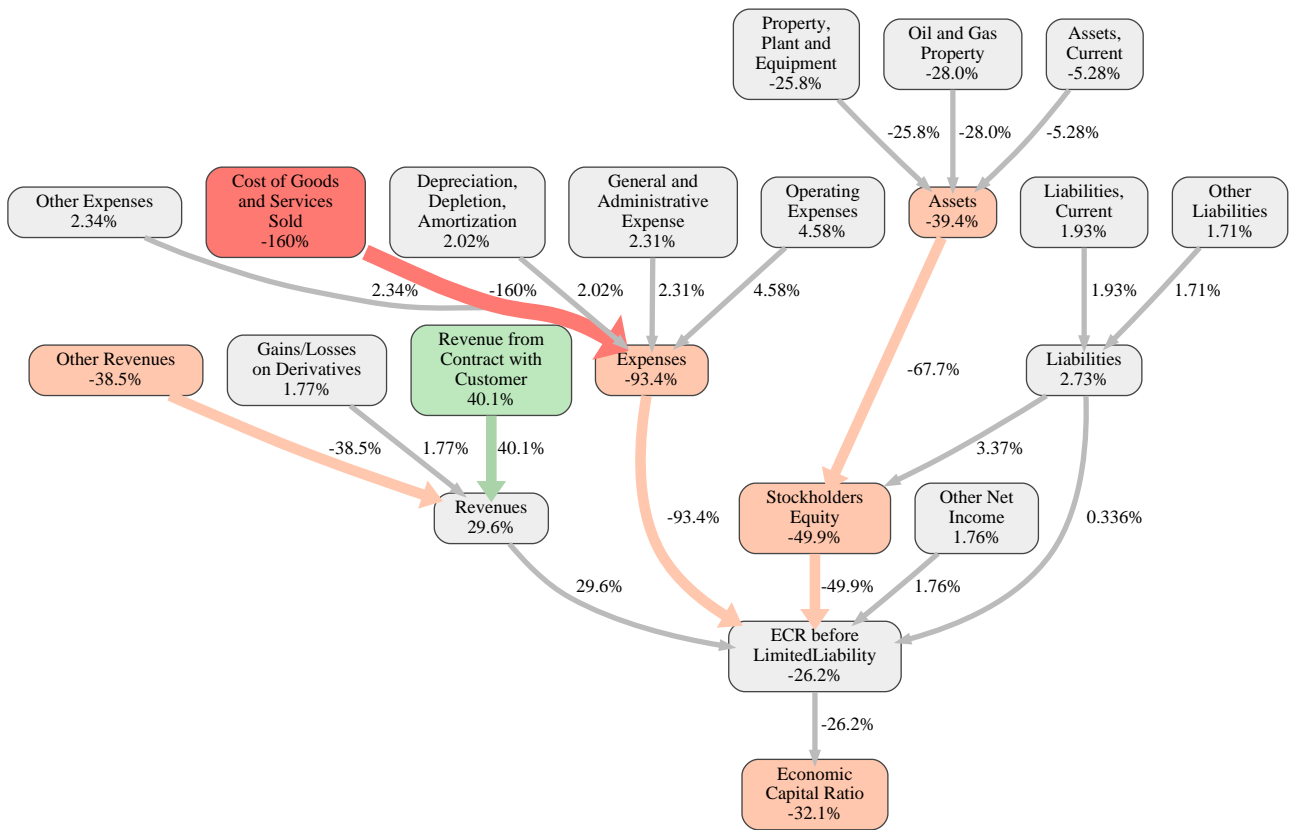 Property,
Plant and
Equipment
-25.8%
Oil and Gas
Property
-28.0%
Assets,
Current
-5.28%
-25.8%
-28.0%
-5.28%
Other Expenses
2.34%
Cost of Goods
and Services
Sold
-160%
Depreciation,
Depletion,
Amortization
2.02%
General and
Administrative
Expense
2.31%
Operating
Expenses
4.58%
Assets
-39.4%
Liabilities,
Current
1.93%
Other
Liabilities
1.71%
2.34%
-160%
2.02%
2.31%
4.58%
1.93%
1.71%
Other Revenues
-38.5%
Gains/Losses
on Derivatives
1.77%
Revenue from
Contract with
Customer
40.1%
Expenses
-93.4%
-67.7%
Liabilities
2.73%
-38.5%
1.77%
40.1%
3.37%
Revenues
29.6%
-93.4%
Stockholders
Equity
-49.9%
Other Net
Income
1.76%
0.336%
29.6%
-49.9%
1.76%
ECR before
LimitedLiability
-26.2%
-26.2%
Economic
Capital Ratio
-32.1%